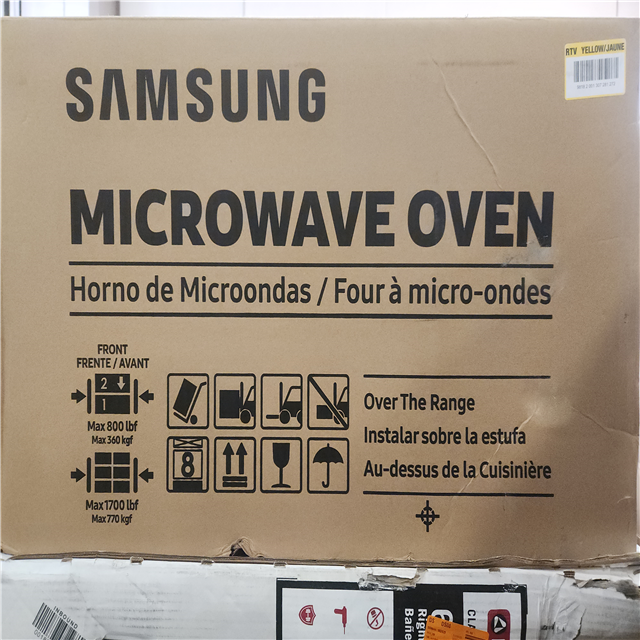 SAMSUNG
RTV YELLOW/JAUNE
MICROWAVE OVEN
Horno de Microondas / Four à micro-ondes
FRONT
FRENTE / AVANT
2
1
Max 800 lbf
Max 360 kgf
Max 1700 lbf
Max 770 kgf
8
Over The Range
Instalar sobre la estufa
Au-dessus de la Cuisinière
INBOUND